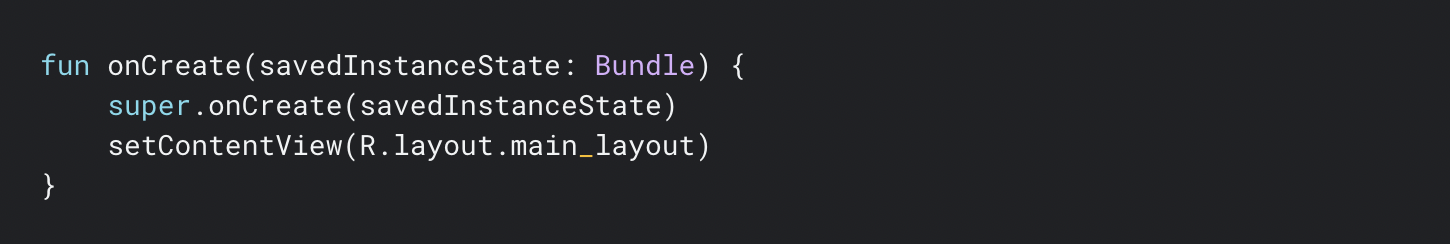 fun onCreate(savedInstanceState: Bundle) {
    super.onCreate(savedInstanceState)
    setContentView(R.layout.main_layout)
}